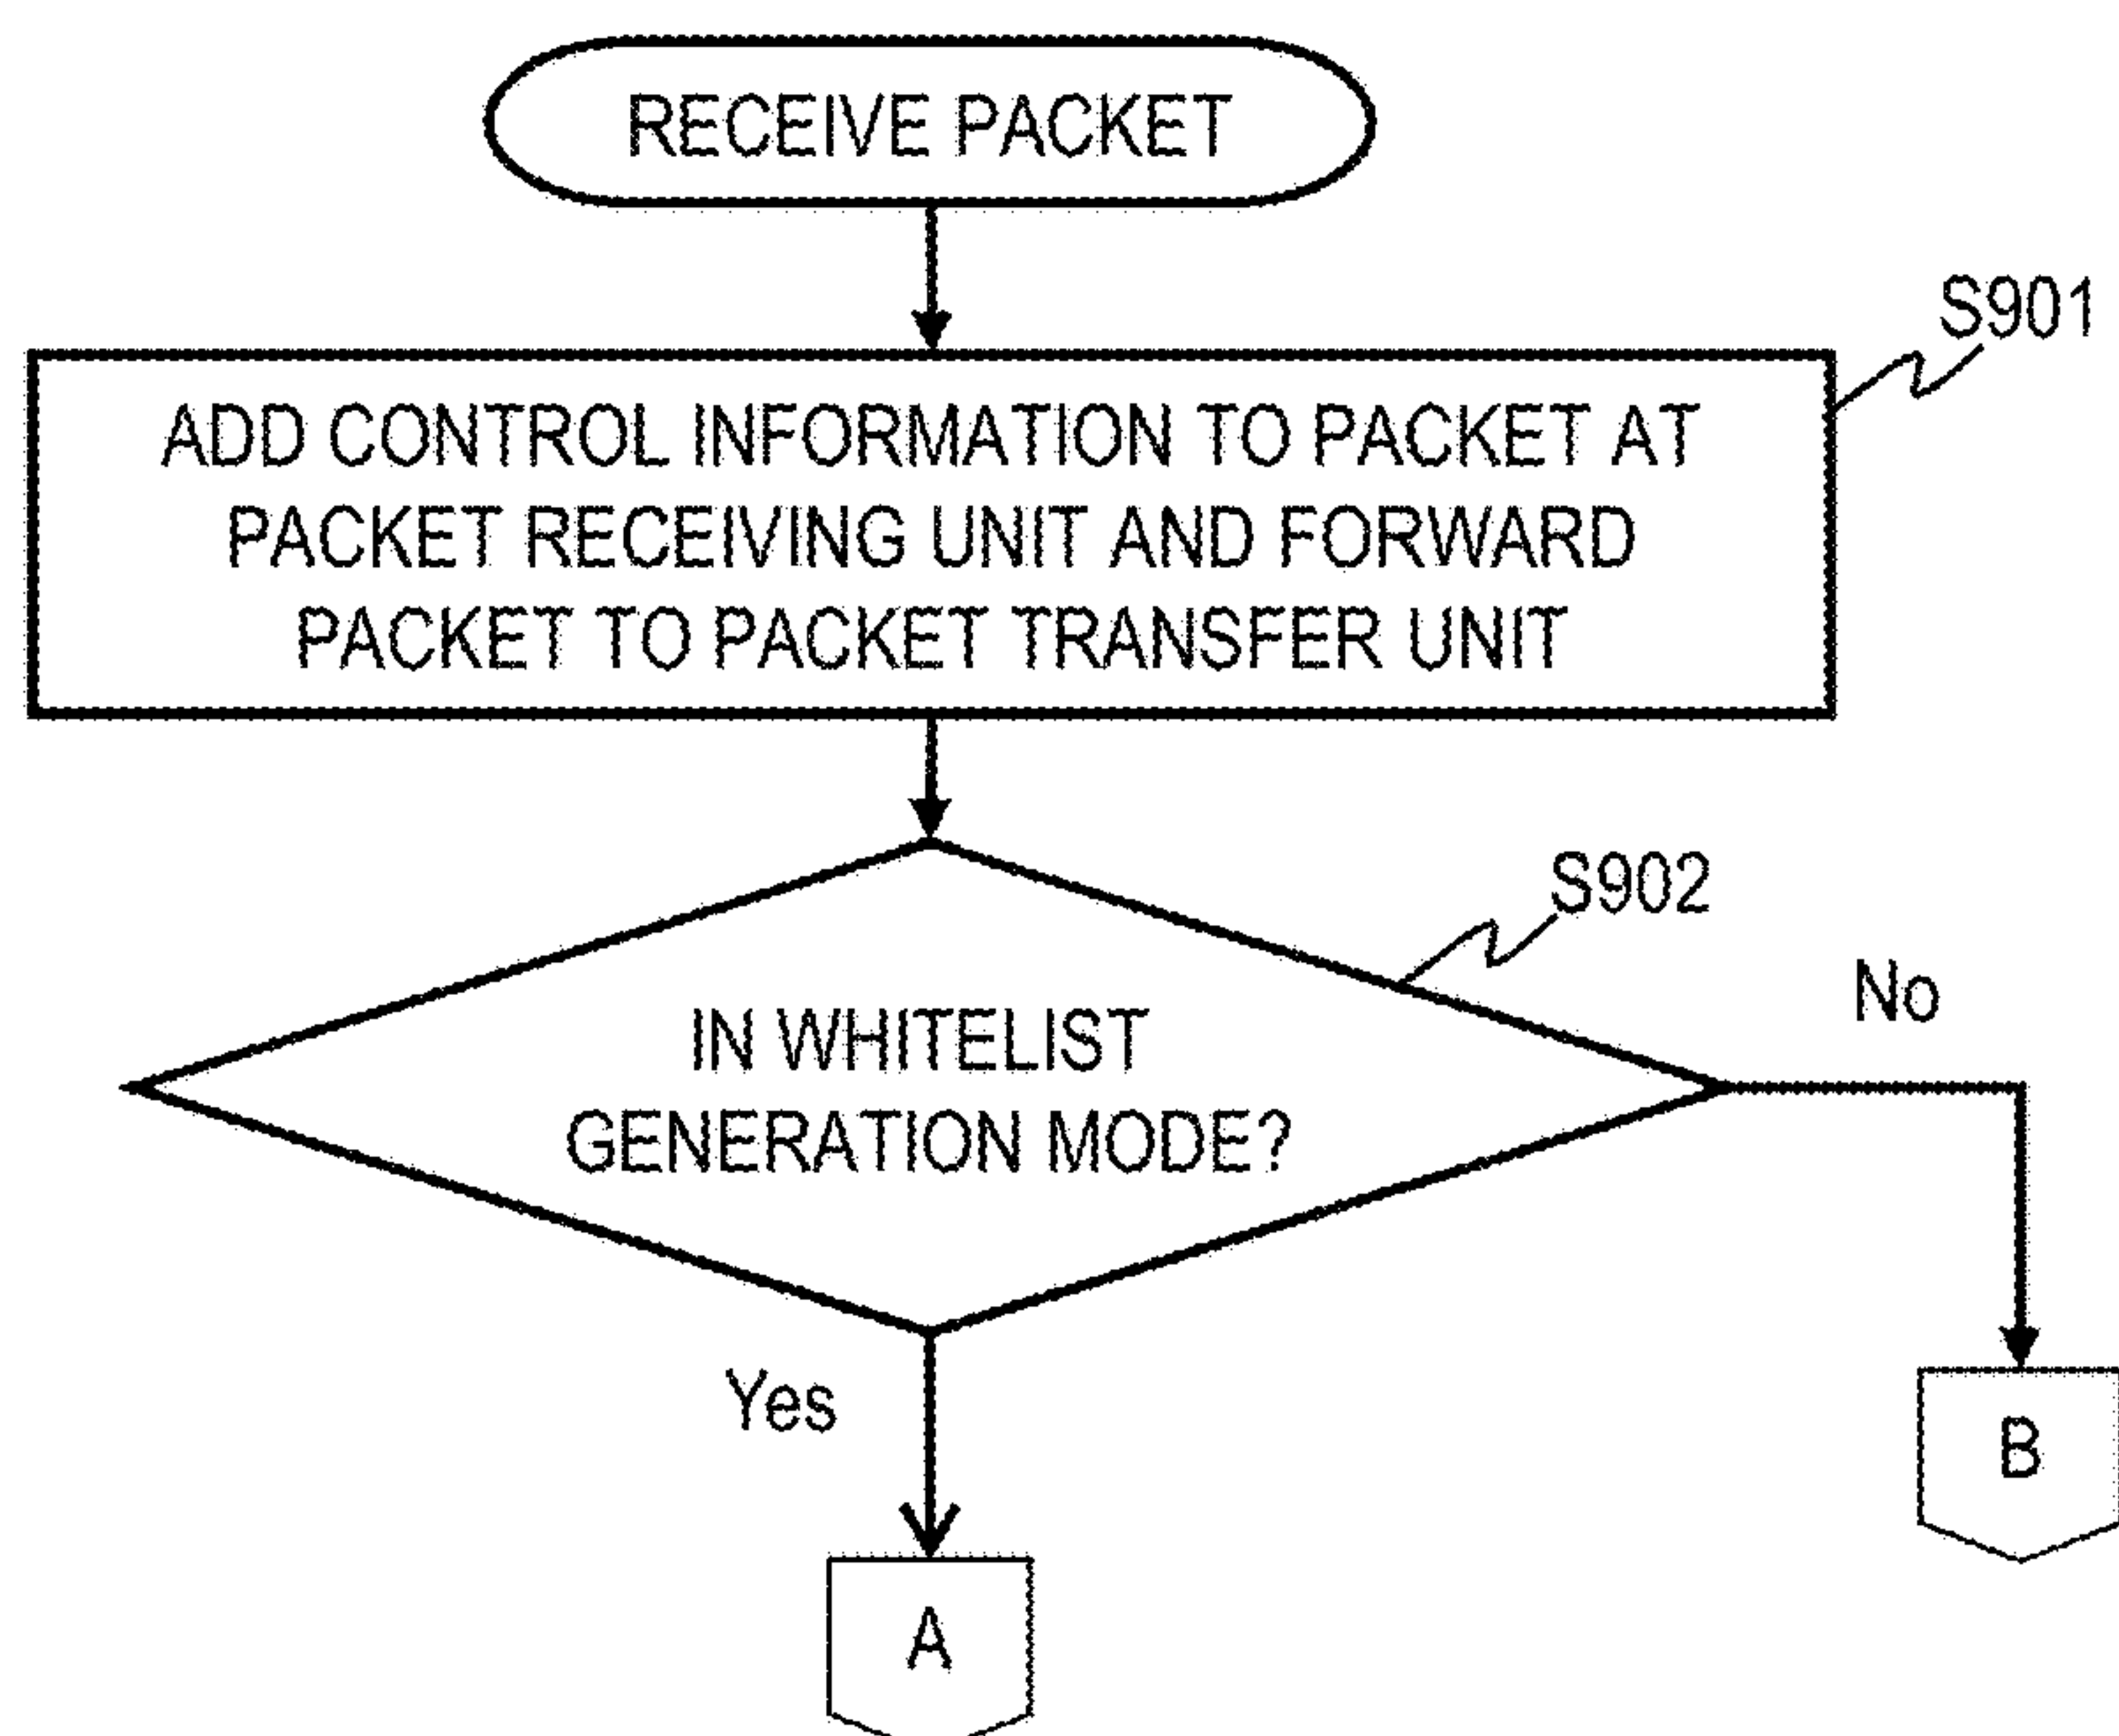 RECEIVE PACKET
S901
ADD CONTROL INFORMATION TO PACKET AT
PACKET RECEIVING UNIT AND FORWARD
PACKET TO PACKET TRANSFER UNIT
S902
No
IN WHITELIST
GENERATION MODE?
Yes
B
A